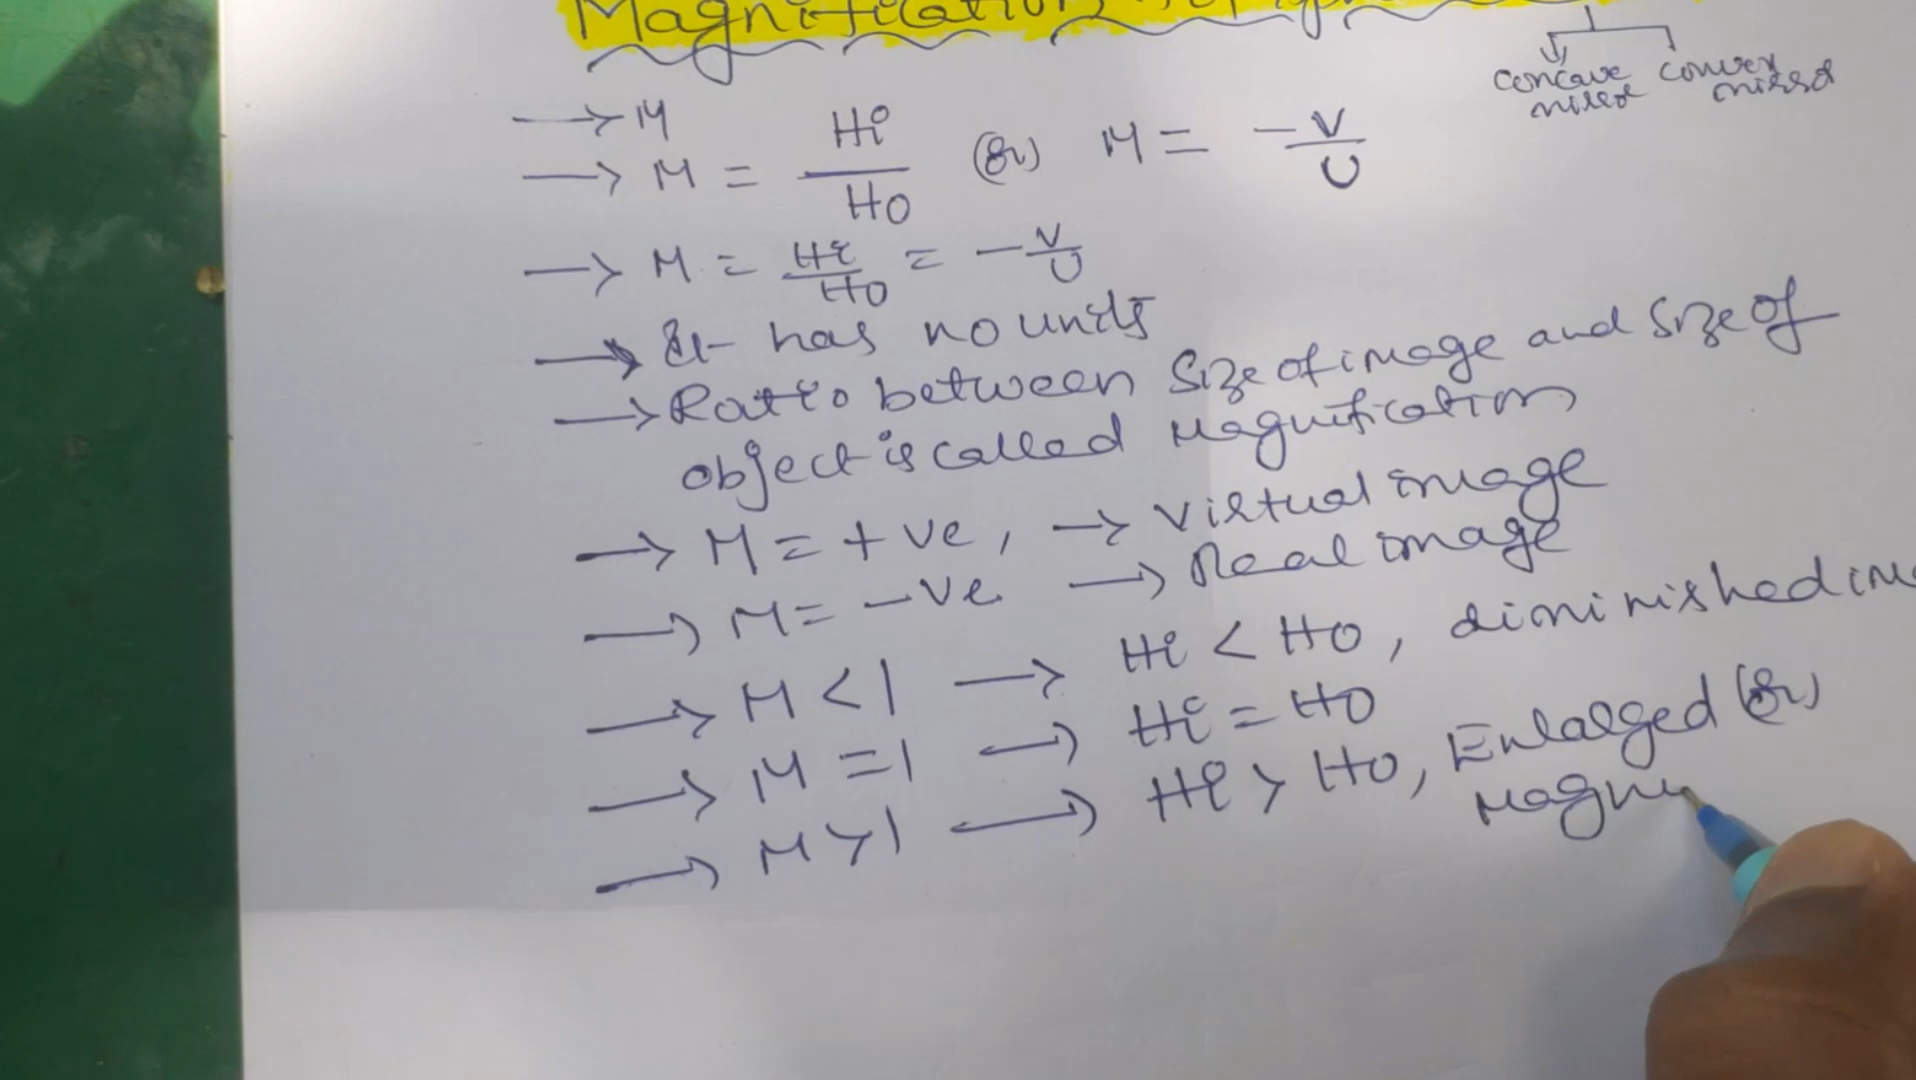 Magnification
concave convex
mirror mirror
→ M
→ M = Hi/Ho (or) M = -v/u
→ M = Hi/Ho = -v/u
→ It has no units
→ Ratio between Size of image and Size of
object is called Magnification
→ M = +ve, → Virtual image
→ M = -ve → Real image
→ M < 1 → Hi < Ho, diminished
→ M = 1 → Hi = Ho
→ M > 1 → Hi > Ho, Enlarged (or)
Magni